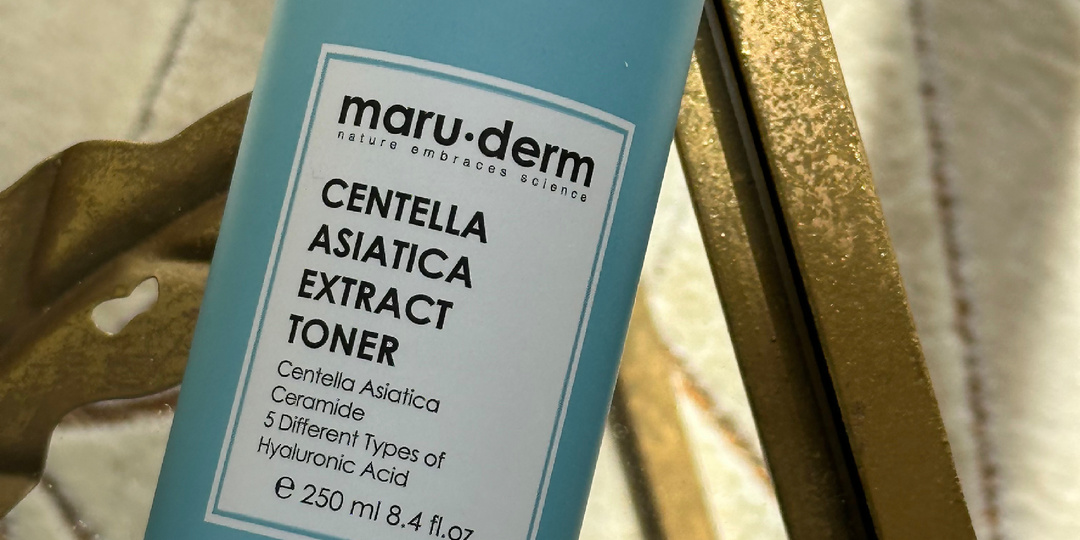 maru·derm
nature embraces science
CENTELLA
ASIATICA
EXTRACT
TONER
Centella Asiatica
Ceramide
5 Different Types of
Hyaluronic Acid
℮ 250 ml 8.4 fl.oz